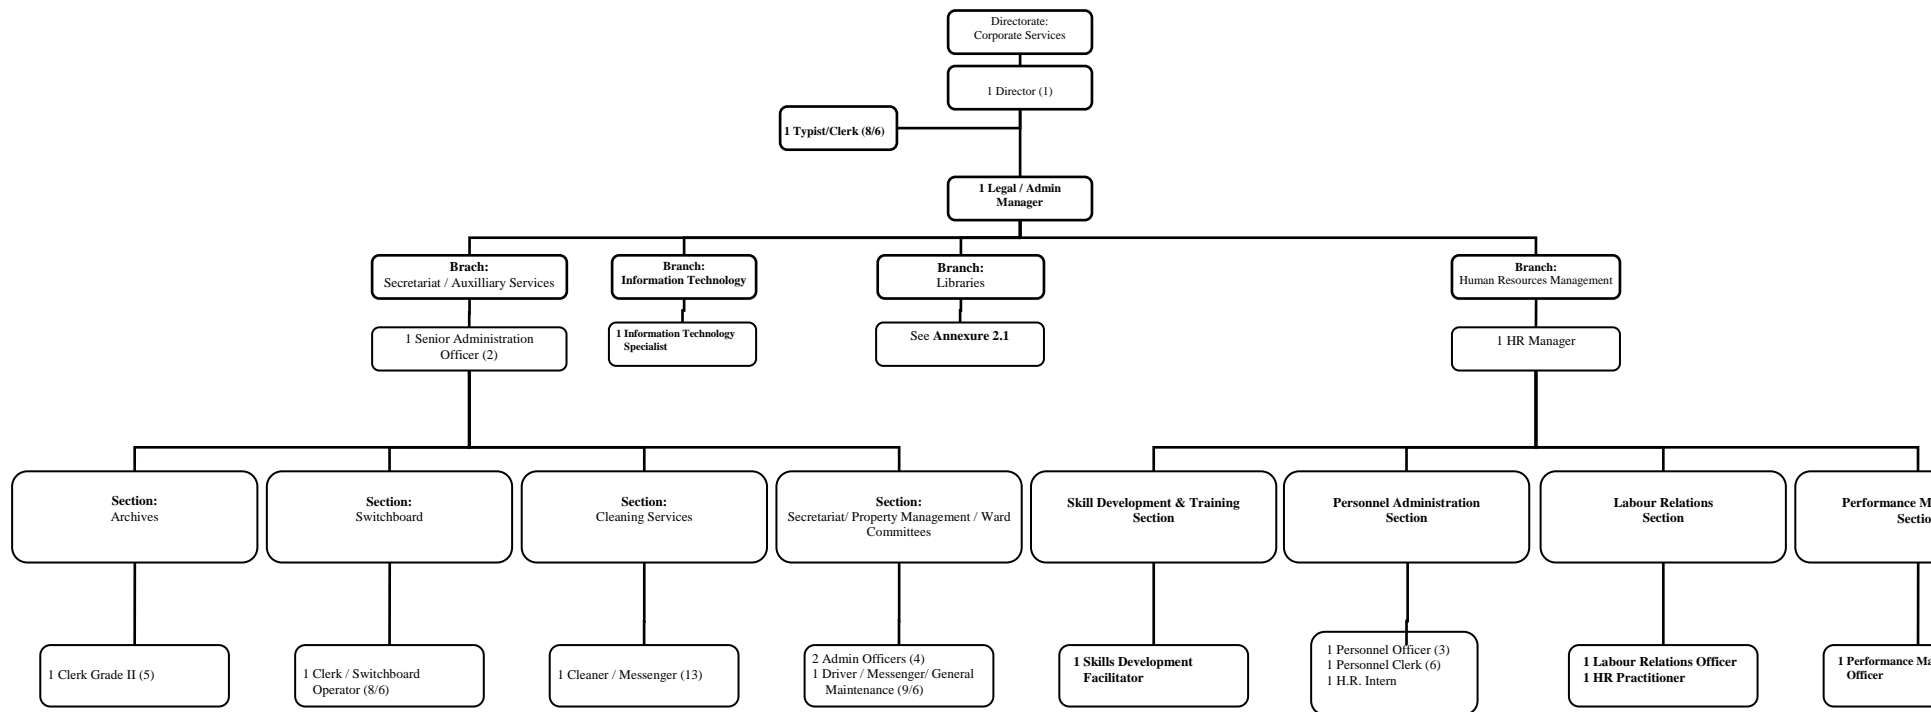 Directorate:
Corporate Services
1 Director (1)
1 Typist/Clerk (8/6)
1 Legal / Admin
Manager
Brach:
Secretariat / Auxilliary Services
Branch:
Information Technology
Branch:
Libraries
Branch:
Human Resources Management
1 Senior Administration
Officer (2)
1 Information Technology
Specialist
See Annexure 2.1
1 HR Manager
Section:
Archives
Section:
Switchboard
Section:
Cleaning Services
Section:
Secretariat/ Property Management / Ward
Committees
Skill Development & Training
Section
Personnel Administration
Section
Labour Relations
Section
Performance
1 Clerk Grade II (5)
1 Clerk / Switchboard
Operator (8/6)
1 Cleaner / Messenger (13)
2 Admin Officers (4)
1 Driver / Messenger/ General
Maintenance (9/6)
1 Skills Development
Facilitator
1 Personnel Officer (3)
1 Personnel Clerk (6)
1 H.R. Intern
1 Labour Relations Officer
1 HR Practitioner
1 Performance
Officer